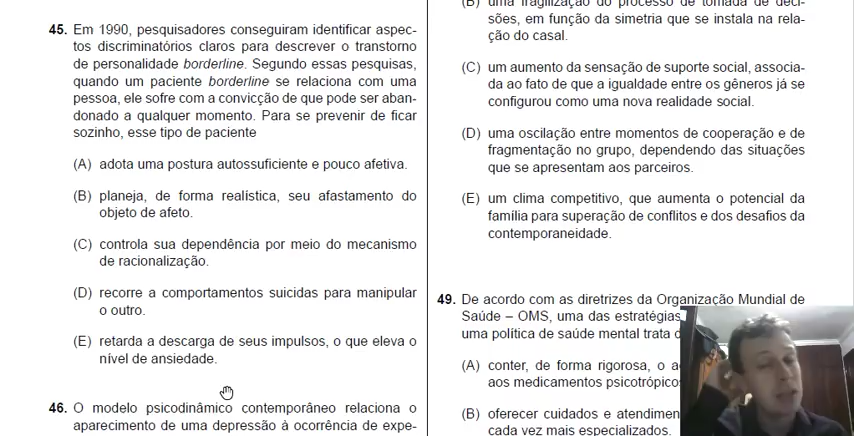 45. Em 1990, pesquisadores conseguiram identificar aspec-
tos discriminatórios claros para descrever o transtorno
de personalidade borderline. Segundo essas pesquisas,
quando um paciente borderline se relaciona com uma
pessoa, ele sofre com a convicção de que pode ser aban-
donado a qualquer momento. Para se prevenir de ficar
sozinho, esse tipo de paciente
(A) adota uma postura autossuficiente e pouco afetiva.
(B) planeja, de forma realística, seu afastamento do
objeto de afeto.
(C) controla sua dependência por meio do mecanismo
de racionalização.
(D) recorre a comportamentos suicidas para manipular
o outro.
(E) retarda a descarga de seus impulsos, o que eleva o
nível de ansiedade.
46. O modelo psicodinâmico contemporâneo relaciona o
aparecimento de uma depressão à ocorrência de expe-
(B) uma fragilização do processo de tomada de deci-
sões, em função da simetria que se instala na rela-
ção do casal.
(C) um aumento da sensação de suporte social, associa-
da ao fato de que a igualdade entre os gêneros já se
configurou como uma nova realidade social.
(D) uma oscilação entre momentos de cooperação e de
fragmentação no grupo, dependendo das situações
que se apresentam aos parceiros.
(E) um clima competitivo, que aumenta o potencial da
família para superação de conflitos e dos desafios da
contemporaneidade.
49. De acordo com as diretrizes da Organização Mundial de
Saúde – OMS, uma das estratégias
uma política de saúde mental trata
(A) conter, de forma rigorosa, o
aos medicamentos psicotrópico
(B) oferecer cuidados e atendimen
cada vez mais especializados.